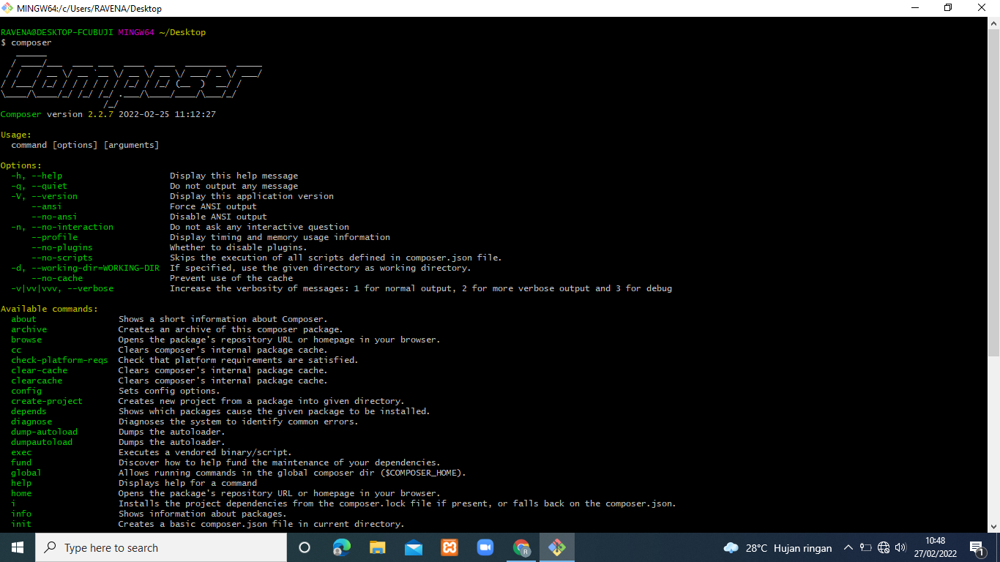 MINGW64:/c/Users/RAVENA/Desktop
RAVENA@DESKTOP-FCUBUJI MINGW64 ~/Desktop
$ composer
   ______
  / ____/___  ____ ___  ____  ____  ________  _____
 / /   / __ \/ __ `__ \/ __ \/ __ \/ ___/ _ \/ ___/
/ /___/ /_/ / / / / / / /_/ / /_/ (__  )  __/ /
\____/\____/_/ /_/ /_/ .___/\____/____/\___/_/
                    /_/
Composer version 2.2.7 2022-02-25 11:12:27
Usage:
  command [options] [arguments]
Options:
  -h, --help                     Display this help message
  -q, --quiet                    Do not output any message
  -V, --version                  Display this application version
      --ansi                     Force ANSI output
      --no-ansi                  Disable ANSI output
  -n, --no-interaction           Do not ask any interactive question
      --profile                  Display timing and memory usage information
      --no-plugins               Whether to disable plugins.
      --no-scripts               Skips the execution of all scripts defined in composer.json file.
  -d, --working-dir=WORKING-DIR  If specified, use the given directory as working directory.
      --no-cache                 Prevent use of the cache
  -v|vv|vvv, --verbose           Increase the verbosity of messages: 1 for normal output, 2 for more verbose output and 3 for debug
Available commands:
  about                Shows a short information about Composer.
  archive              Creates an archive of this composer package.
  browse               Opens the package's repository URL or homepage in your browser.
  cc                   Clears composer's internal package cache.
  check-platform-reqs  Check that platform requirements are satisfied.
  clear-cache          Clears composer's internal package cache.
  clearcache           Clears composer's internal package cache.
  config               Sets config options.
  create-project       Creates new project from a package into given directory.
  depends              Shows which packages cause the given package to be installed.
  diagnose             Diagnoses the system to identify common errors.
  dump-autoload        Dumps the autoloader.
  dumpautoload         Dumps the autoloader.
  exec                 Executes a vendored binary/script.
  fund                 Discover how to help fund the maintenance of your dependencies.
  global               Allows running commands in the global composer dir ($COMPOSER_HOME).
  help                 Displays help for a command
  home                 Opens the package's repository URL or homepage in your browser.
  i                    Installs the project dependencies from the composer.lock file if present, or falls back on the composer.json.
  info                 Shows information about packages.
  init                 Creates a basic composer.json file in current directory.
Type here to search
R
28°C Hujan ringan
10:48
27/02/2022
1